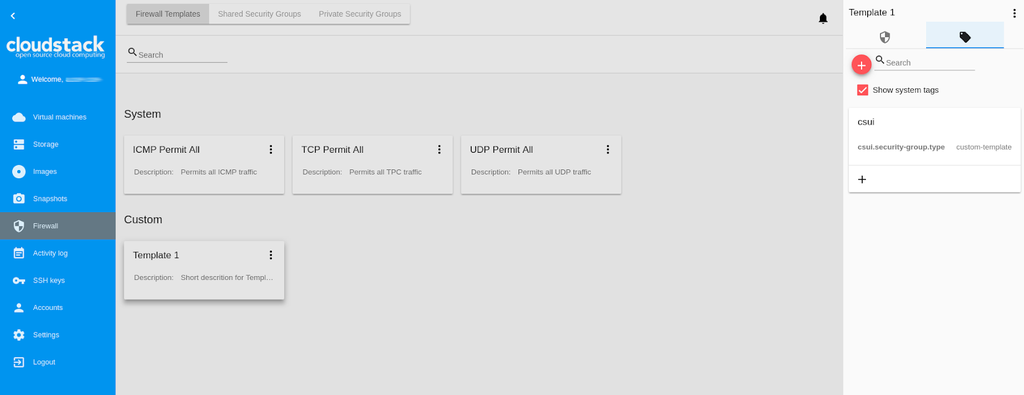 cloudstack
open source cloud computing
Welcome,
Virtual machines
Storage
Images
Snapshots
Firewall
Activity log
SSH keys
Accounts
Settings
Logout
Firewall Templates Shared Security Groups Private Security Groups
Search
System
ICMP Permit All
Description: Permits all ICMP traffic
TCP Permit All
Description: Permits all TPC traffic
UDP Permit All
Description: Permits all UDP traffic
Custom
Template 1
Description: Short descrition for Templ...
Template 1
Search
Show system tags
csui
csui.security-group.type custom-template